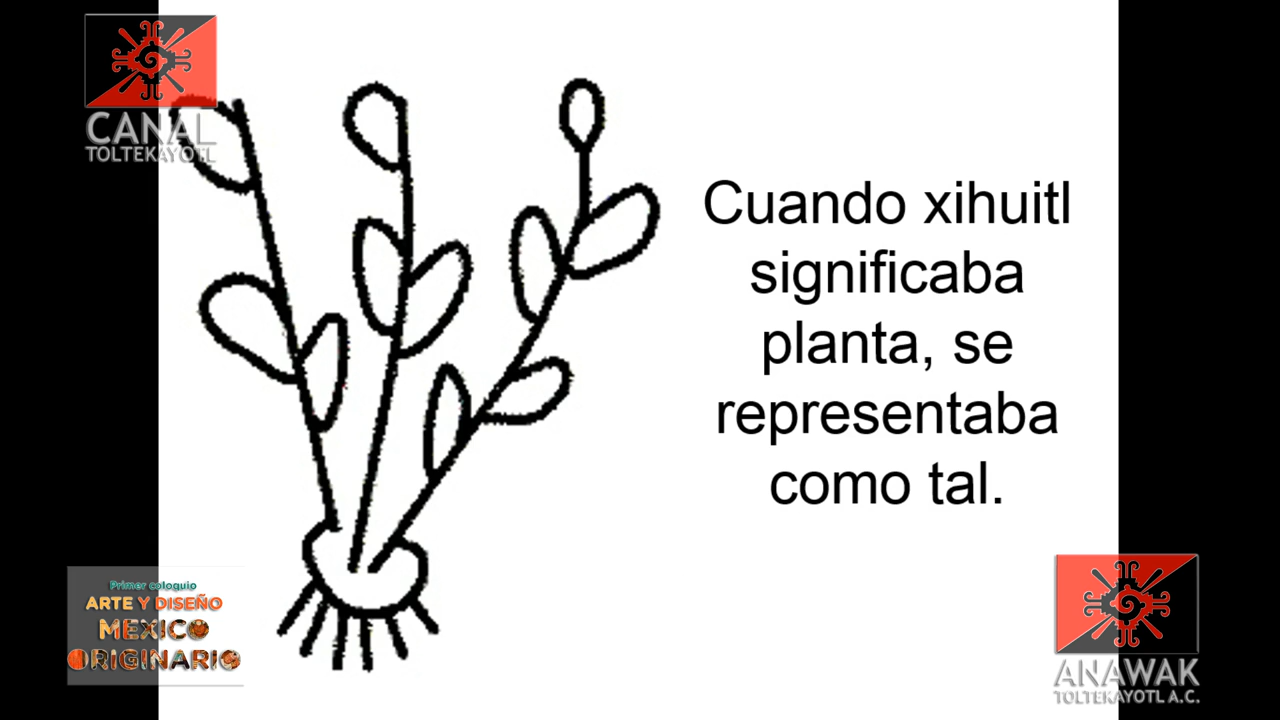 CANAL
TOLTEKAYOTL
Cuando xihuitl
significaba
planta, se
representaba
como tal.
Primer coloquio
ARTE Y DISEÑO
MEXICO
ORIGINARIO
ANAWAK
TOLTEKAYOTL A.C.